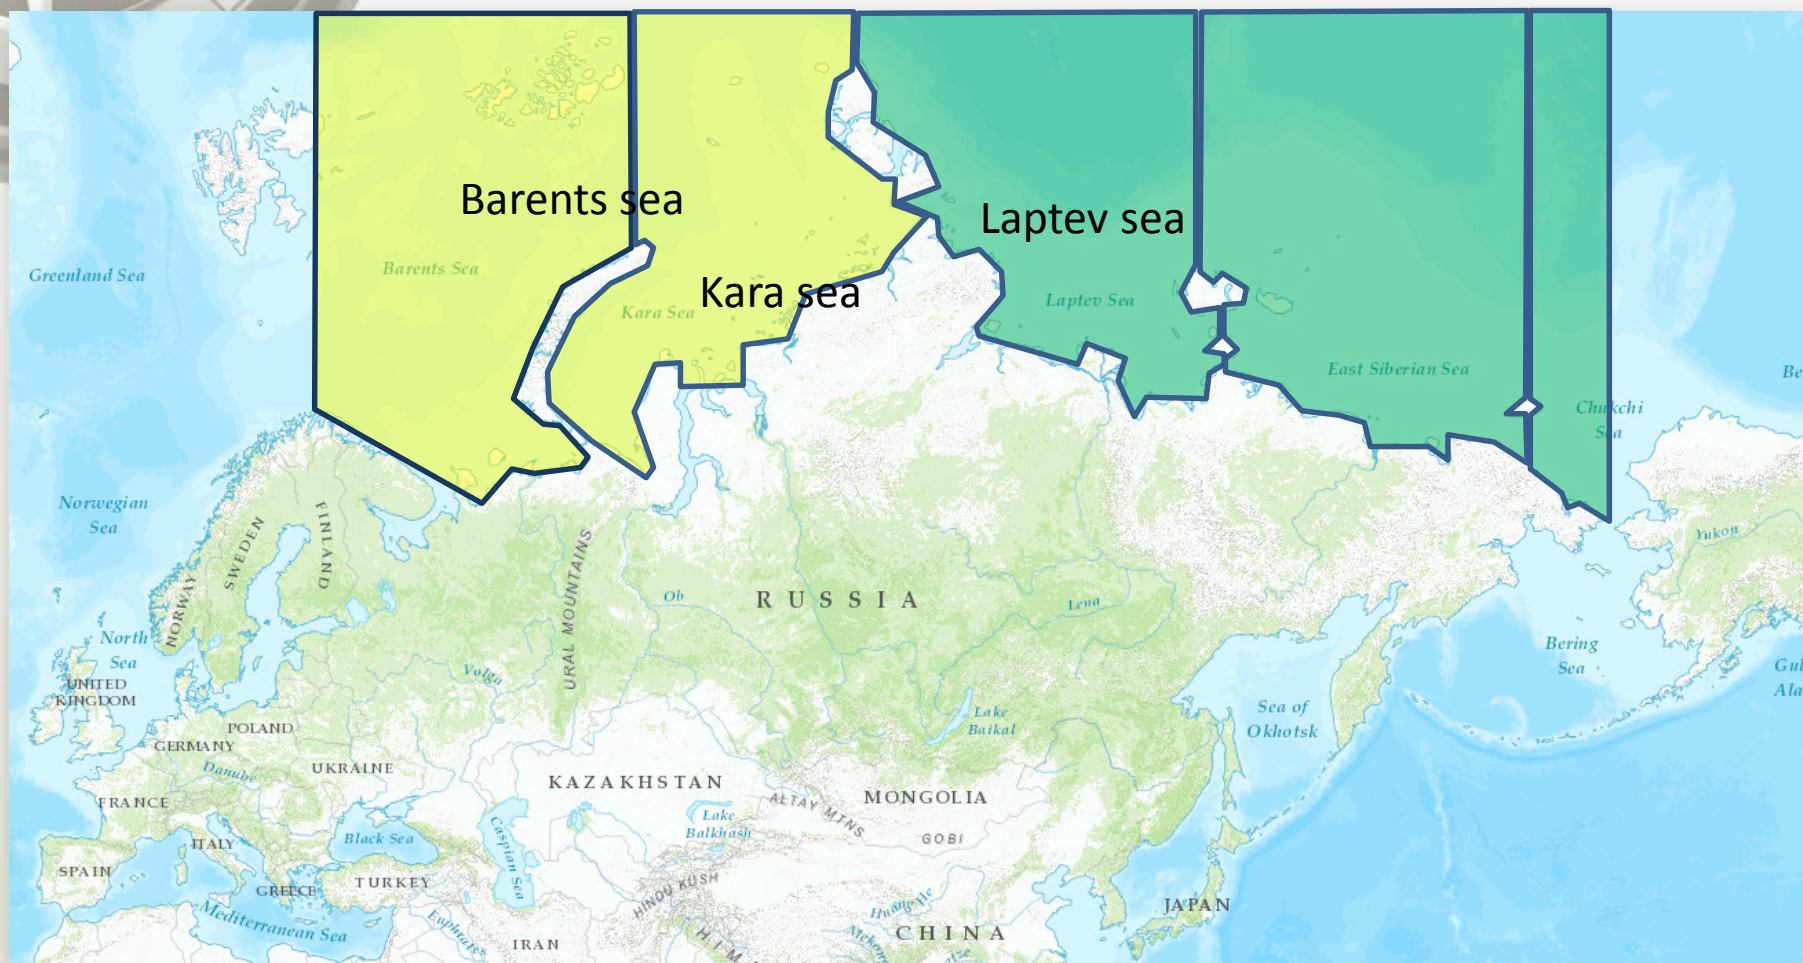 Barents sea
Laptev sea
Kara sea
Greenland Sea
Barents Sea
Kara Sea
Laptev Sea
East Siberian Sea
Chukchi
Sea
Norwegian
Sea
SWEDEN
FINLAND
NORWAY
URAL MOUNTAINS
Ob
RUSSIA
Lena
Yukon
North
Sea
UNITED
KINGDOM
Volga
Bering
Sea
Sea of
Okhotsk
Lake
Baikal
POLAND
GERMANY
Danube
UKRAINE
FRANCE
KAZAKHSTAN
ALTAY MTNS
MONGOLIA
GOBI
Lake
Balkhash
Caspian Sea
Black Sea
ITALY
SPAIN
GREECE
TURKEY
HINDU KUSH
JAPAN
Mediterranean Sea
Euphrates
IRAN
CHINA